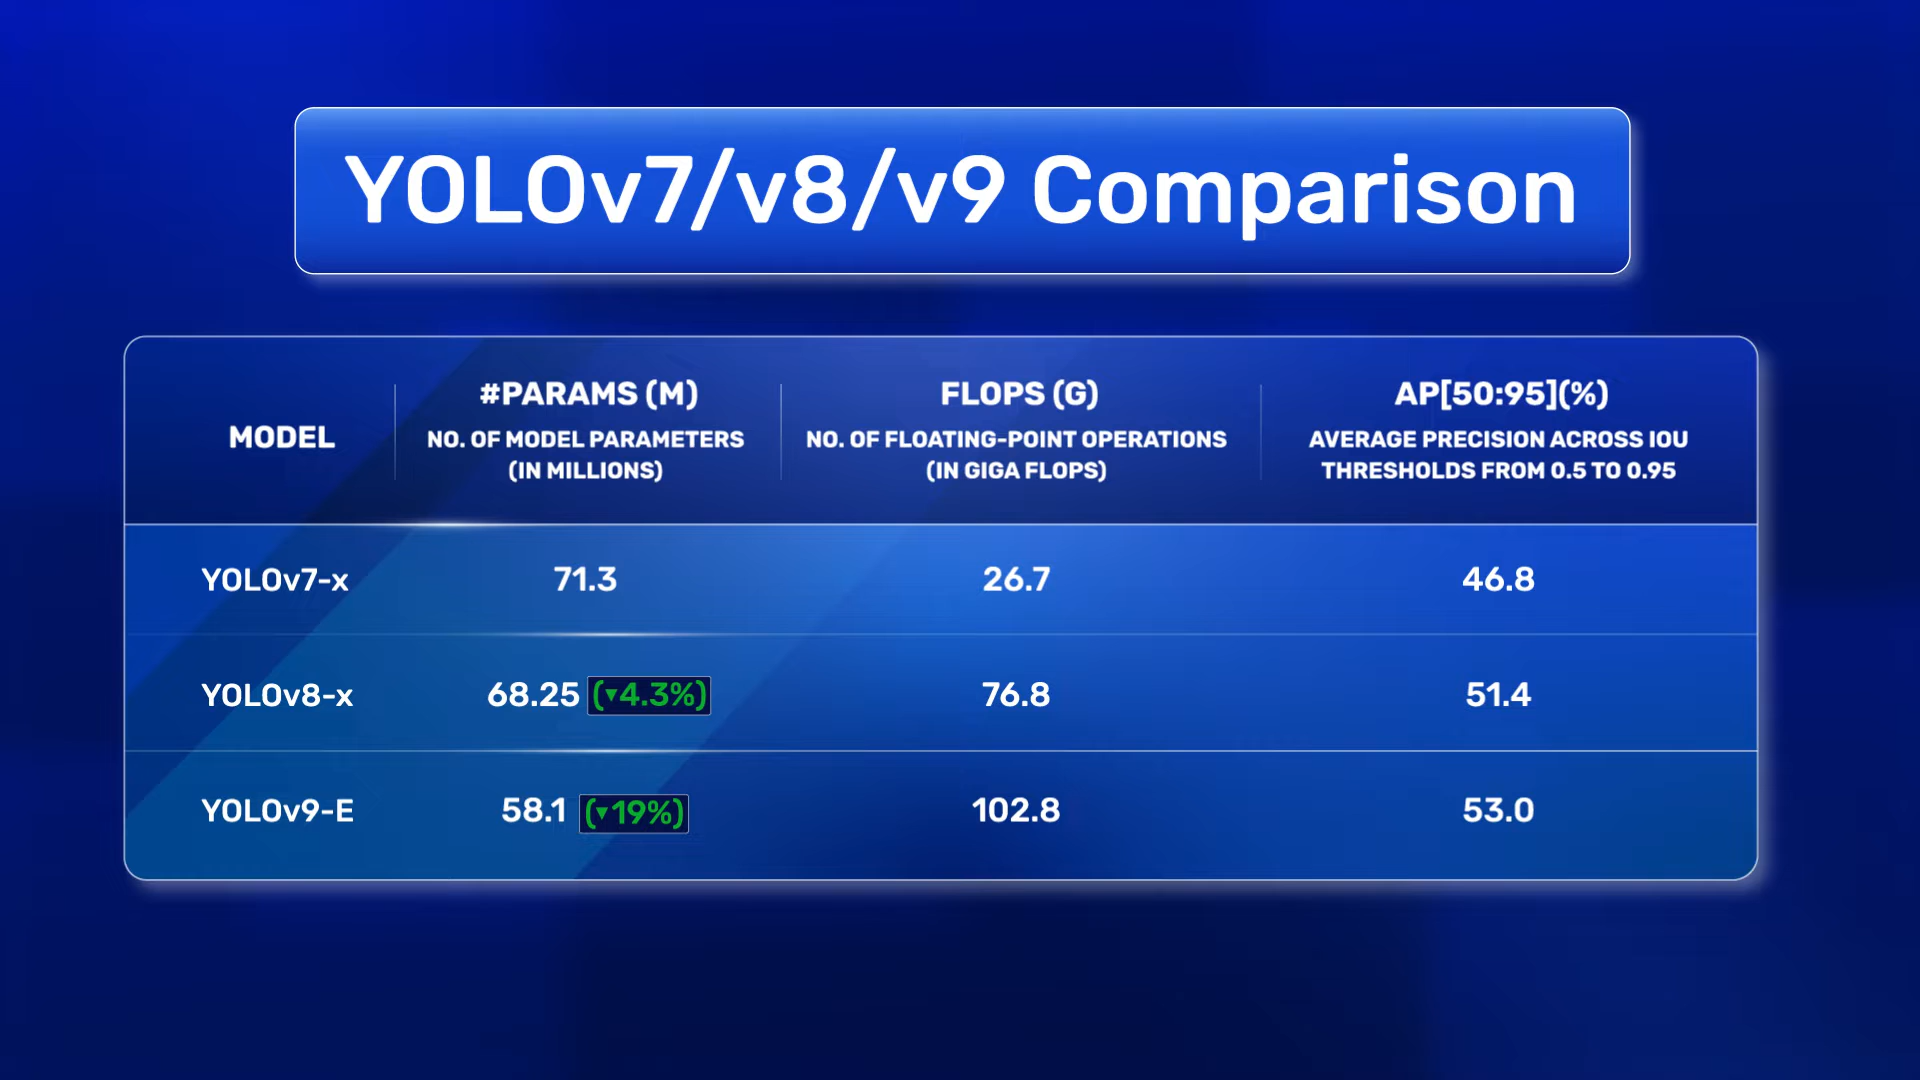 YOLOv7/v8/v9 Comparison
MODEL
#PARAMS (M)
NO. OF MODEL PARAMETERS
(IN MILLIONS)
FLOPS (G)
NO. OF FLOATING-POINT OPERATIONS
(IN GIGA FLOPS)
AP[50:95](%)
AVERAGE PRECISION ACROSS IOU
THRESHOLDS FROM 0.5 TO 0.95
YOLOv7-x 71.3 26.7 46.8
YOLOv8-x 68.25 (▼4.3%) 76.8 51.4
YOLOv9-E 58.1 (▼19%) 102.8 53.0